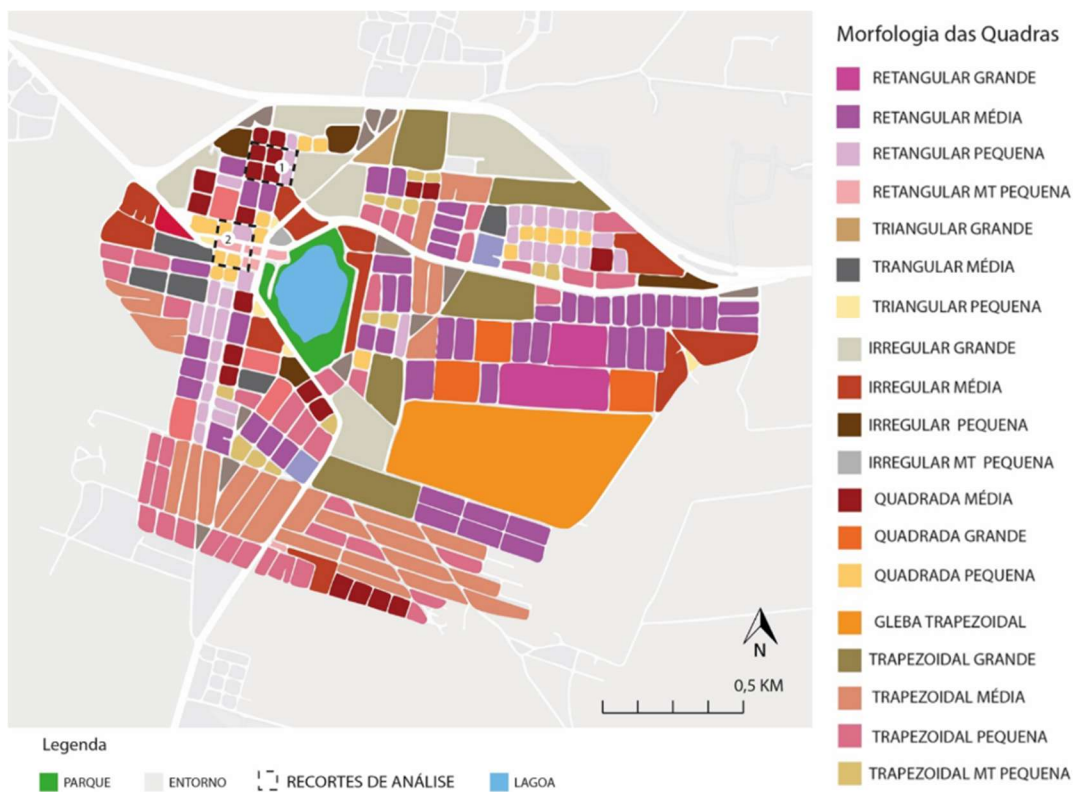 Morfologia das Quadras
RETANGULAR GRANDE
RETANGULAR MÉDIA
RETANGULAR PEQUENA
RETANGULAR MT PEQUENA
TRIANGULAR GRANDE
TRANGULAR MÉDIA
TRIANGULAR PEQUENA
IRREGULAR GRANDE
IRREGULAR MÉDIA
IRREGULAR PEQUENA
IRREGULAR MT PEQUENA
QUADRADA MÉDIA
QUADRADA GRANDE
QUADRADA PEQUENA
GLEBA TRAPEZOIDAL
TRAPEZOIDAL GRANDE
TRAPEZOIDAL MÉDIA
TRAPEZOIDAL PEQUENA
TRAPEZOIDAL MT PEQUENA
1
2
N
0,5 KM
Legenda
PARQUE
ENTORNO
RECORTES DE ANÁLISE
LAGOA